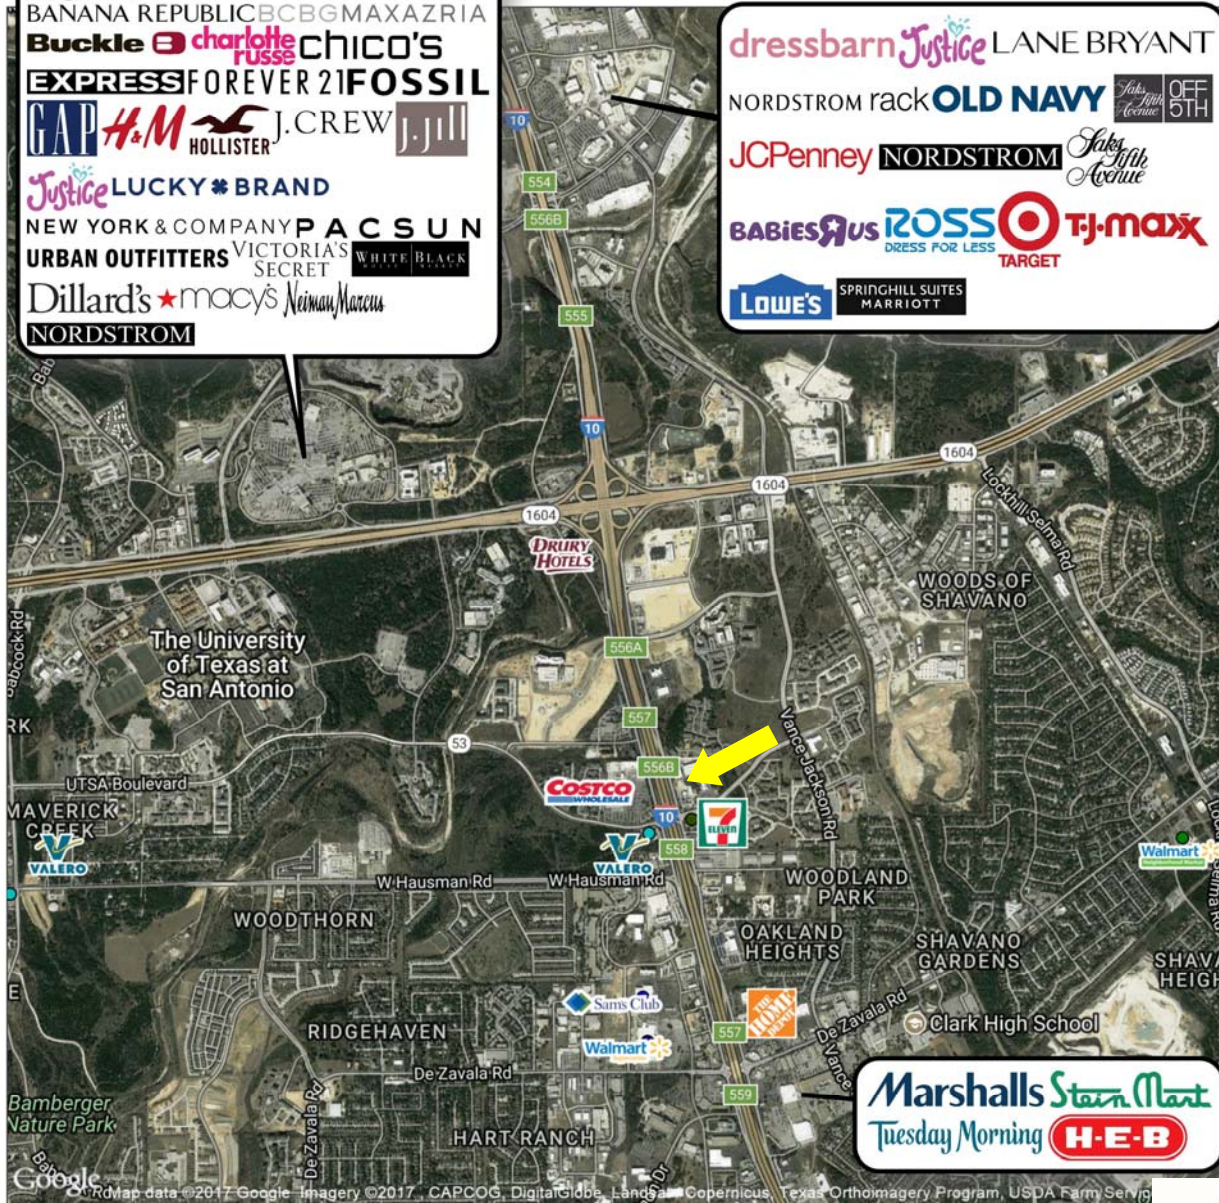 BANANA REPUBLIC BCBGMAXAZRIA
Buckle B charlotte russe chico's
EXPRESS FOREVER 21 FOSSIL
GAP H&M HOLLISTER J.CREW J.Jill
Justice LUCKY BRAND
NEW YORK & COMPANY PACSUN
URBAN OUTFITTERS VICTORIA'S SECRET WHITE BLACK
Dillard's macy's Neiman Marcus
NORDSTROM
dressbarn Justice LANE BRYANT
NORDSTROM rack OLD NAVY Saks fifth Avenue OFF 5TH
JCPenney NORDSTROM Saks fifth Avenue
BABIESRUS ROSS DRESS FOR LESS TARGET T.J.maxx
LOWE'S SPRINGHILL SUITES MARRIOTT
10
554
556B
555
10
1604
1604
1604
DRURY HOTELS
Lockhill Selma Rd
WOODS OF SHAVANO
Babcock Rd
The University
of Texas at
San Antonio
556A
557
53
Vance Jackson Rd
556B
UTSA Boulevard
COSTCO
WHOLESALE
10
7 ELEVEN
MAVERICK
CREEK
VALERO
VALERO
558
Walmart
Neighborhood Market
W Hausman Rd
W Hausman Rd
WOODLAND
PARK
WOODTHORN
OAKLAND
HEIGHTS
SHAVANO
GARDENS
Sam's Club
THE HOME DEPOT
557
De Zavala Rd
Clark High School
RIDGEHAVEN
Walmart
De Zavala Rd
De Zavala Rd
Vance
559
Bamberger
Nature Park
HART RANCH
Marshalls Stein Mart
Tuesday Morning H-E-B
Google
Map data ©2017 Google Imagery ©2017 , CAPCOG, DigitalGlobe, Landsat / Copernicus, Texas Orthoimagery Program, USDA Farm